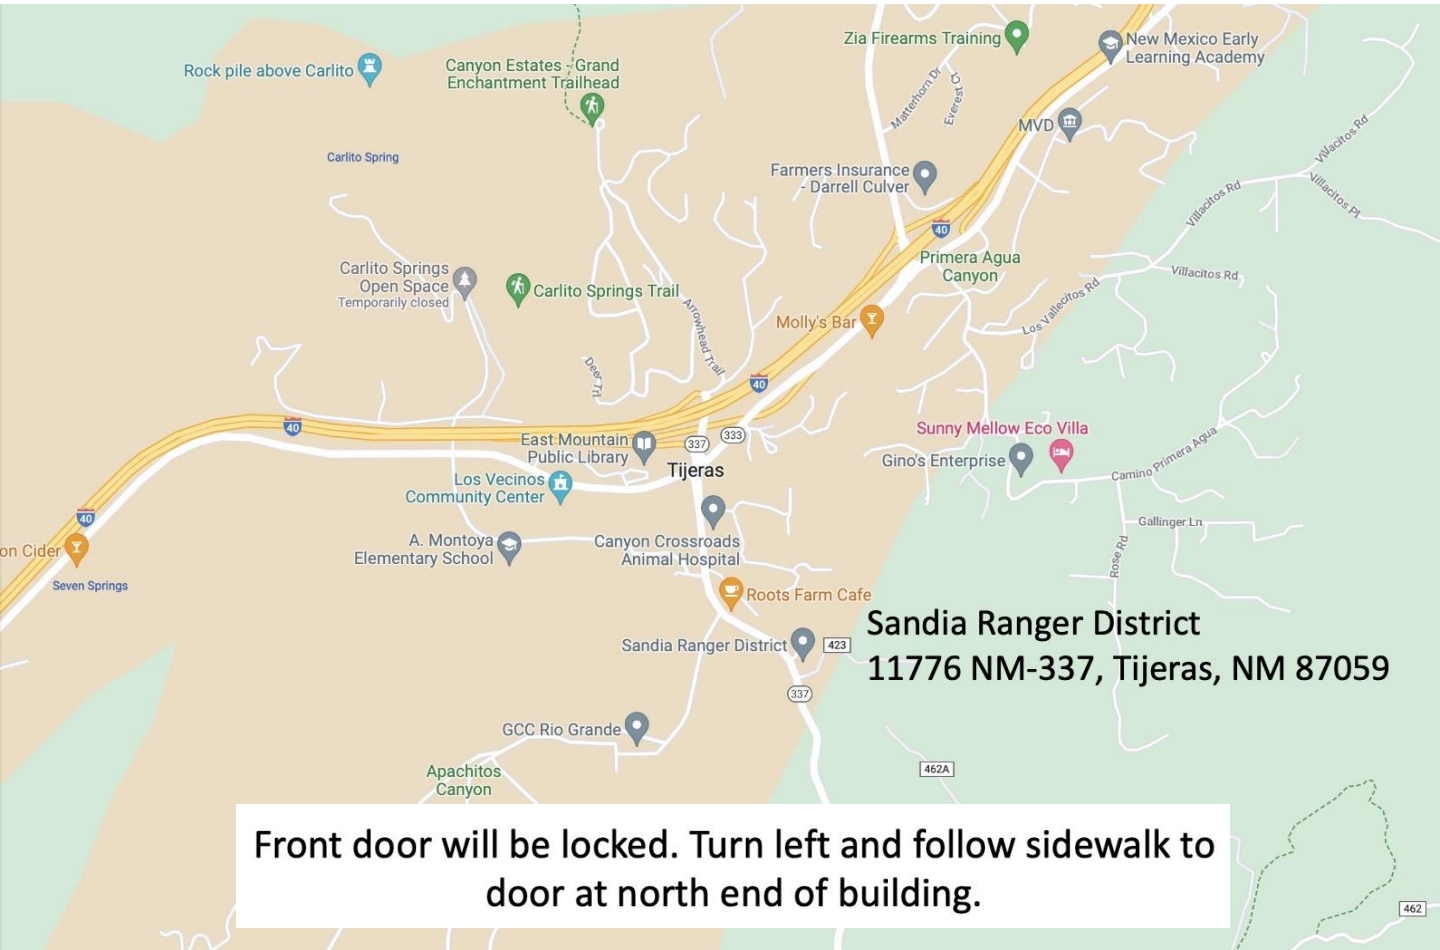 Zia Firearms Training
New Mexico Early
Learning Academy
Rock pile above Carlito
Canyon Estates - Grand
Enchantment Trailhead
Matterhorn Dr
Everest Ct
MVD
Villacitos Rd
Carlito Spring
Farmers Insurance
- Darrell Culver
Villacitos Rd
Villacitos Pl
40
Primera Agua
Canyon
Carlito Springs
Open Space
Temporarily closed
Carlito Springs Trail
Villacitos Rd
Los Vallecitos Rd
Arrowhead Trail
Molly's Bar
Deer Trl
40
40
East Mountain
Public Library
337
333
Tijeras
Sunny Mellow Eco Villa
Gino's Enterprise
Camino Primera Agua
Los Vecinos
Community Center
40
Gallinger Ln
on Cider
A. Montoya
Elementary School
Canyon Crossroads
Animal Hospital
Rose Rd
Seven Springs
Roots Farm Cafe
Sandia Ranger District
11776 NM-337, Tijeras, NM 87059
Sandia Ranger District
423
337
GCC Rio Grande
462A
Apachitos
Canyon
Front door will be locked. Turn left and follow sidewalk to
door at north end of building.
462